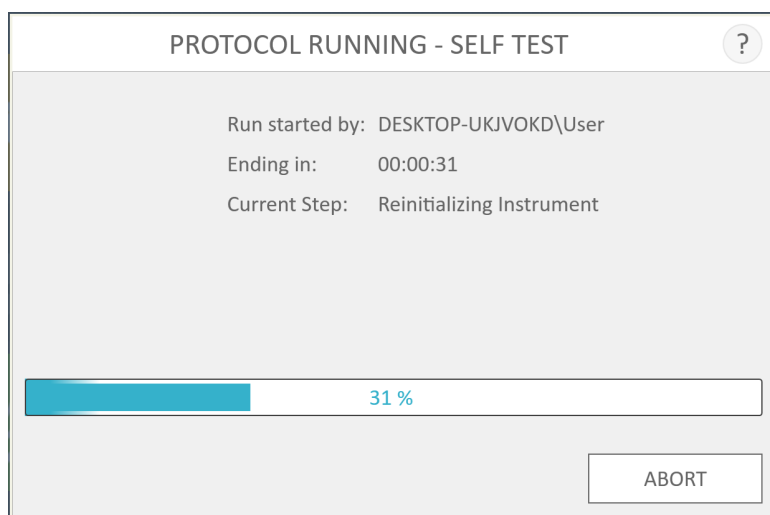 PROTOCOL RUNNING - SELF TEST ?
Run started by: DESKTOP-UKJVOKD\User
Ending in: 00:00:31
Current Step: Reinitializing Instrument
31 %
ABORT